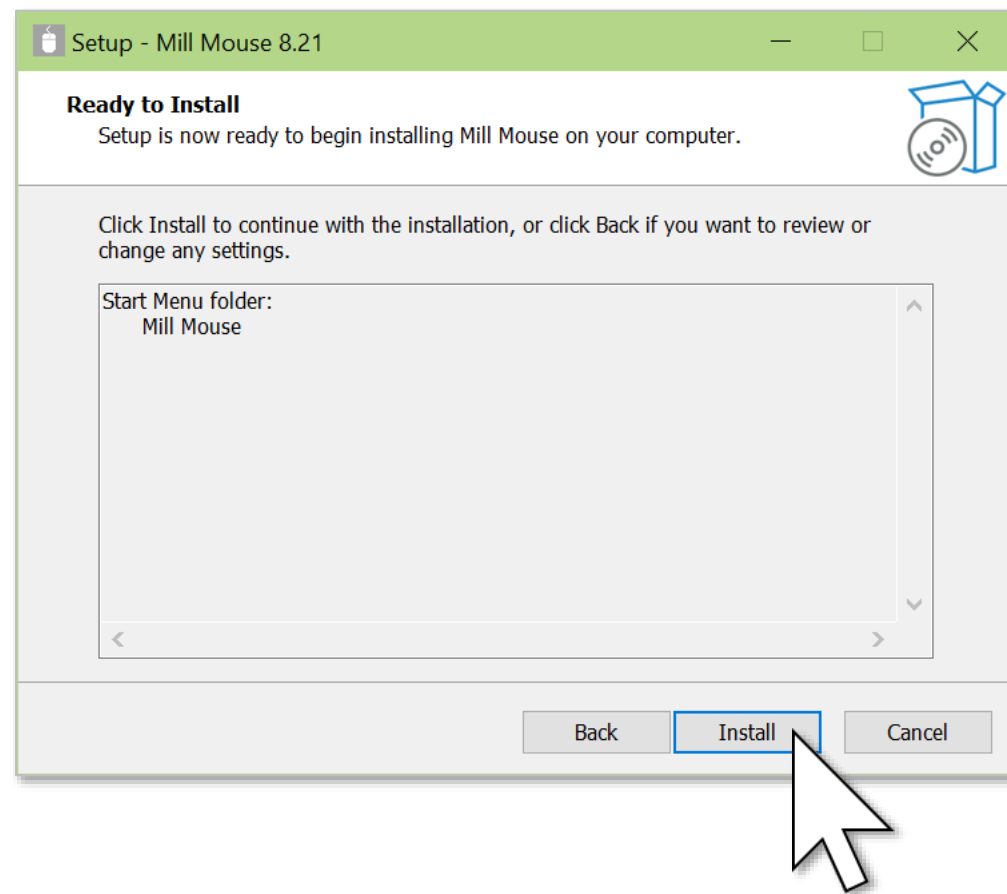 Setup - Mill Mouse 8.21
Ready to Install
Setup is now ready to begin installing Mill Mouse on your computer.
Click Install to continue with the installation, or click Back if you want to review or
change any settings.
Start Menu folder:
Mill Mouse
Back
Install
Cancel